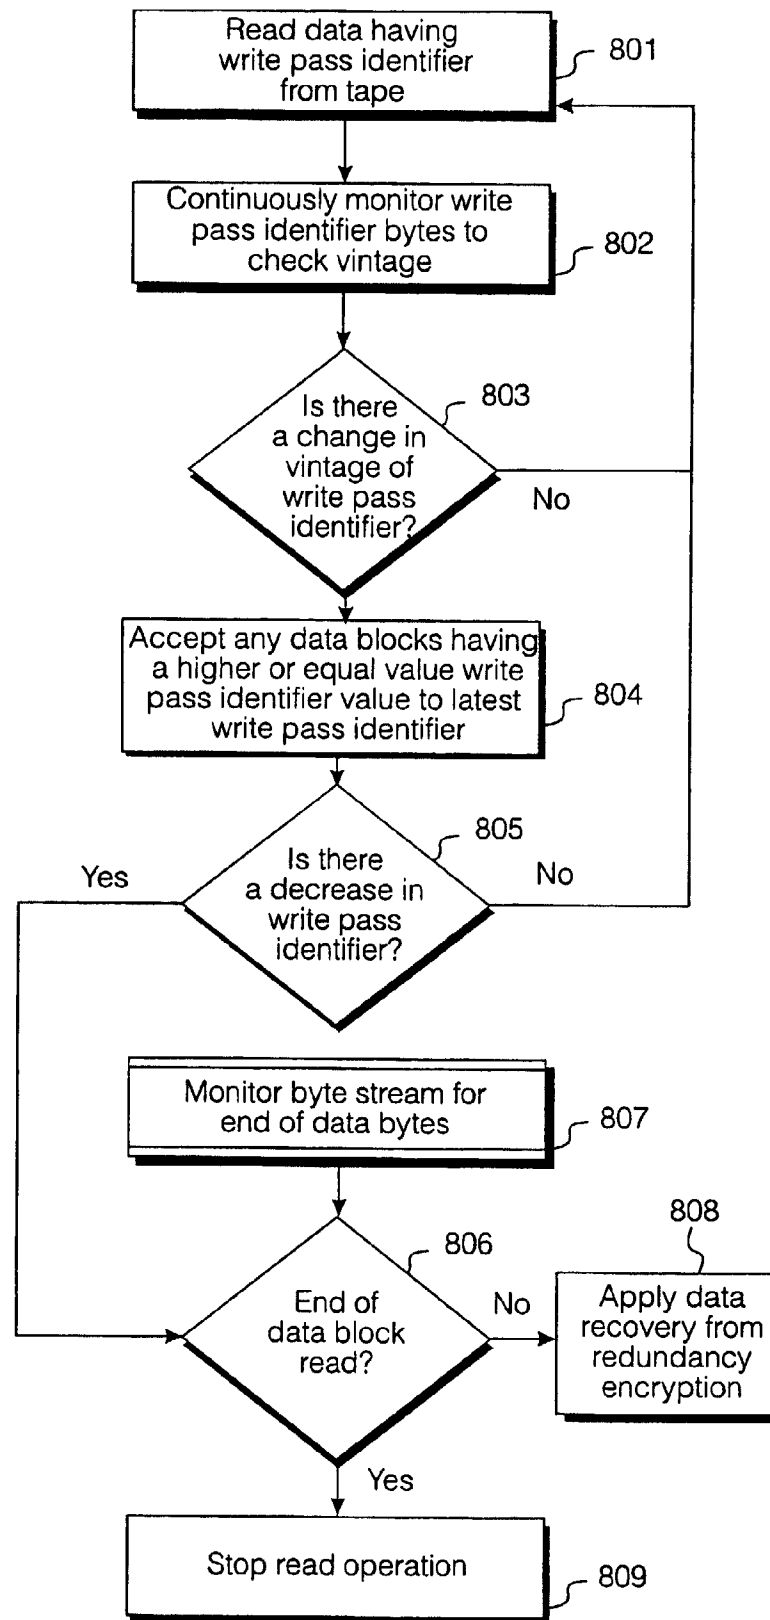 Read data having
write pass identifier
from tape
801
Continuously monitor write
pass identifier bytes to
check vintage
802
803
Is there
a change in
vintage of
write pass
identifier?
No
Accept any data blocks having
a higher or equal value write
pass identifier value to latest
write pass identifier
804
805
Yes
Is there
a decrease in
write pass
identifier?
No
Monitor byte stream for
end of data bytes
807
806
808
End of
data block
read?
No
Apply data
recovery from
redundancy
encryption
Yes
Stop read operation
809